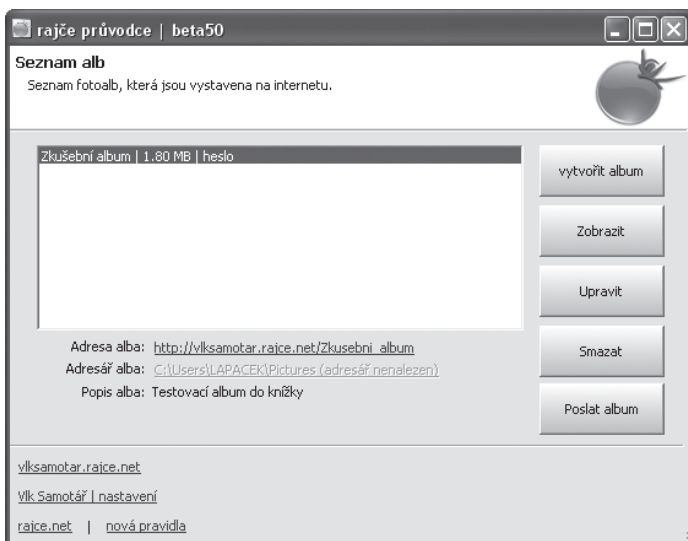 rajče průvodce | beta50
Seznam alb
Seznam fotoalb, která jsou vystavena na internetu.
Zkušební album | 1.80 MB | heslo
vytvořit album
Zobrazit
Upravit
Smazat
Poslat album
Adresa alba: http://vlksamotar.rajce.net/Zkusebni_album
Adresář alba: C:\Users\LAPACEK\Pictures (adresář nenalezen)
Popis alba: Testovací album do knížky
vlksamotar.rajce.net
Vlk Samotář | nastavení
rajce.net | nová pravidla